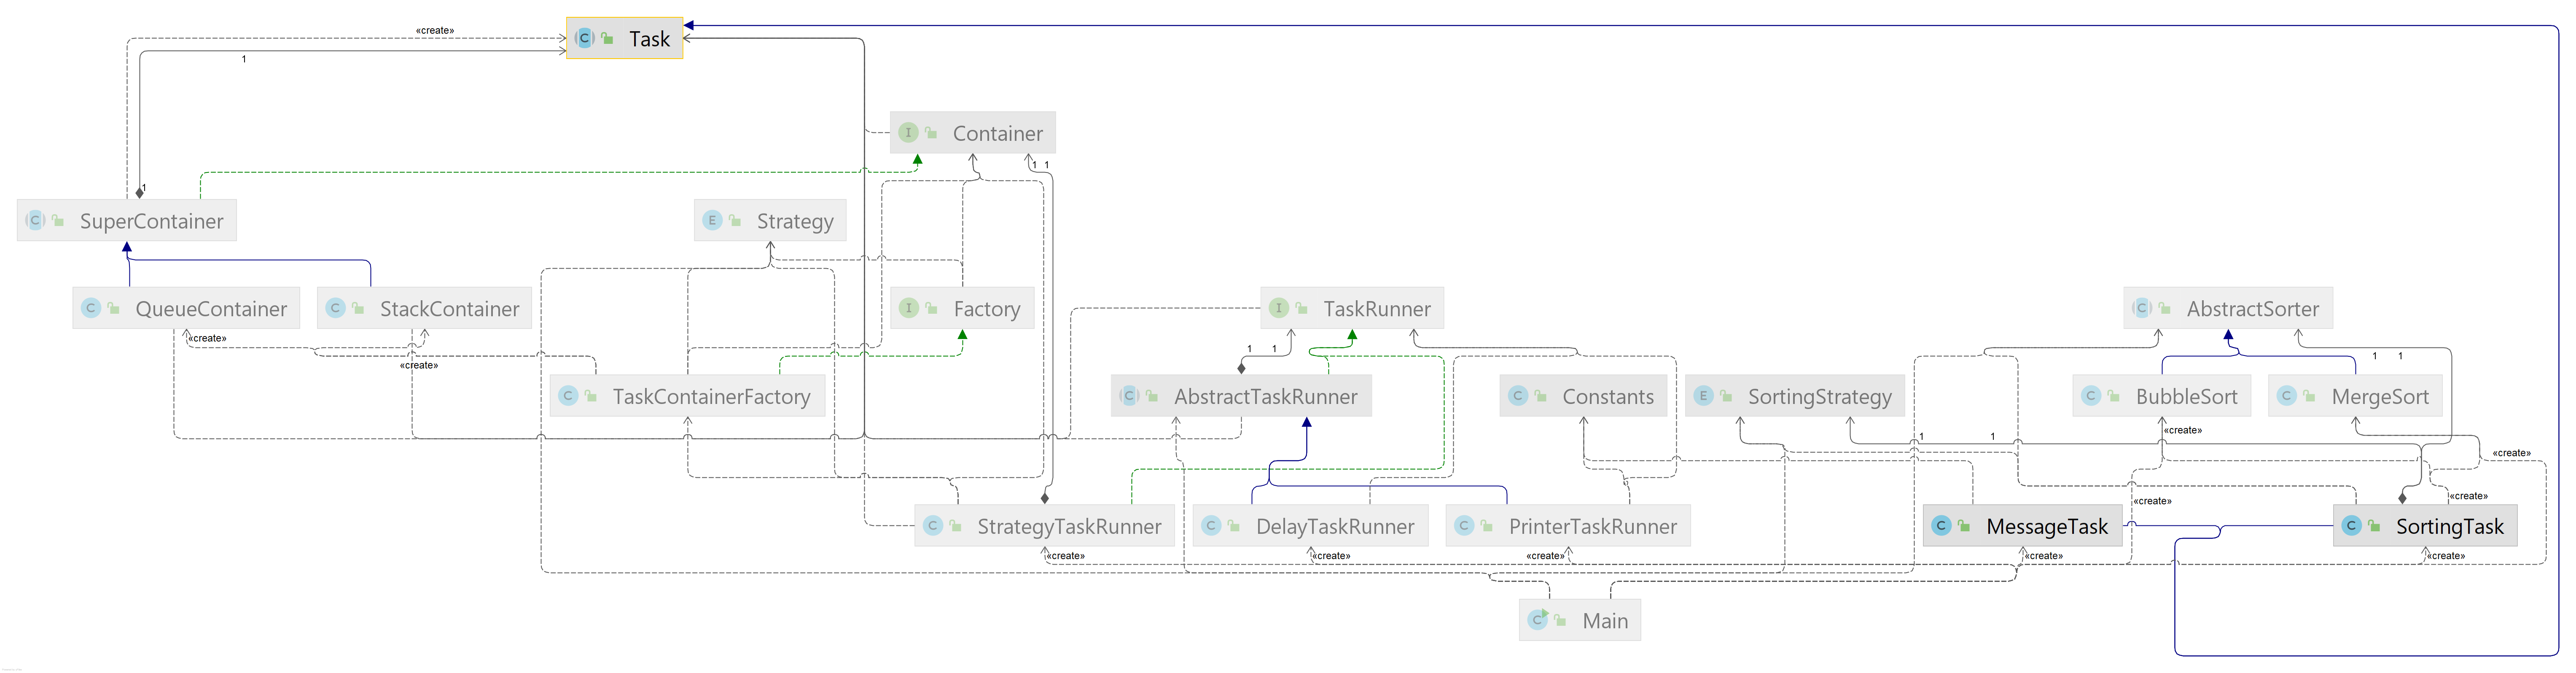 «create»
C Task
1
I Container
1 1
1
C SuperContainer
E Strategy
C QueueContainer
C StackContainer
I Factory
I TaskRunner
C AbstractSorter
«create»
1 1
1 1
«create»
C TaskContainerFactory
C AbstractTaskRunner
C Constants
E SortingStrategy
C BubbleSort
C MergeSort
«create»
1 1
«create»
«create»
«create»
C StrategyTaskRunner
C DelayTaskRunner
C PrinterTaskRunner
C MessageTask
C SortingTask
«create»
«create»
«create»
«create»
«create»
C Main